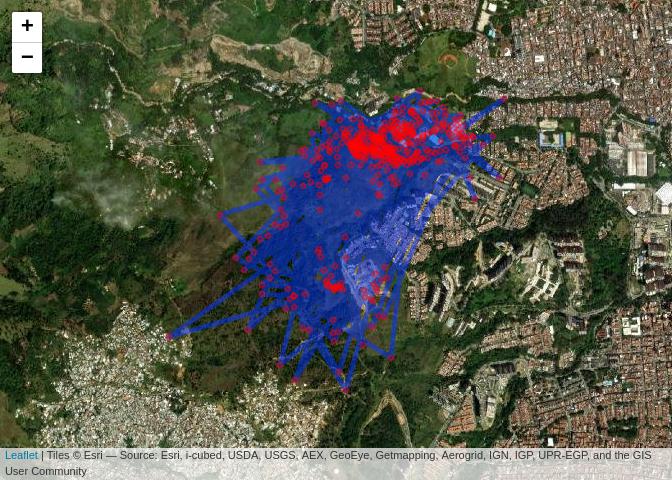 +
−
Leaflet | Tiles © Esri — Source: Esri, i-cubed, USDA, USGS, AEX, GeoEye, Getmapping, Aerogrid, IGN, IGP, UPR-EGP, and the GIS
User Community